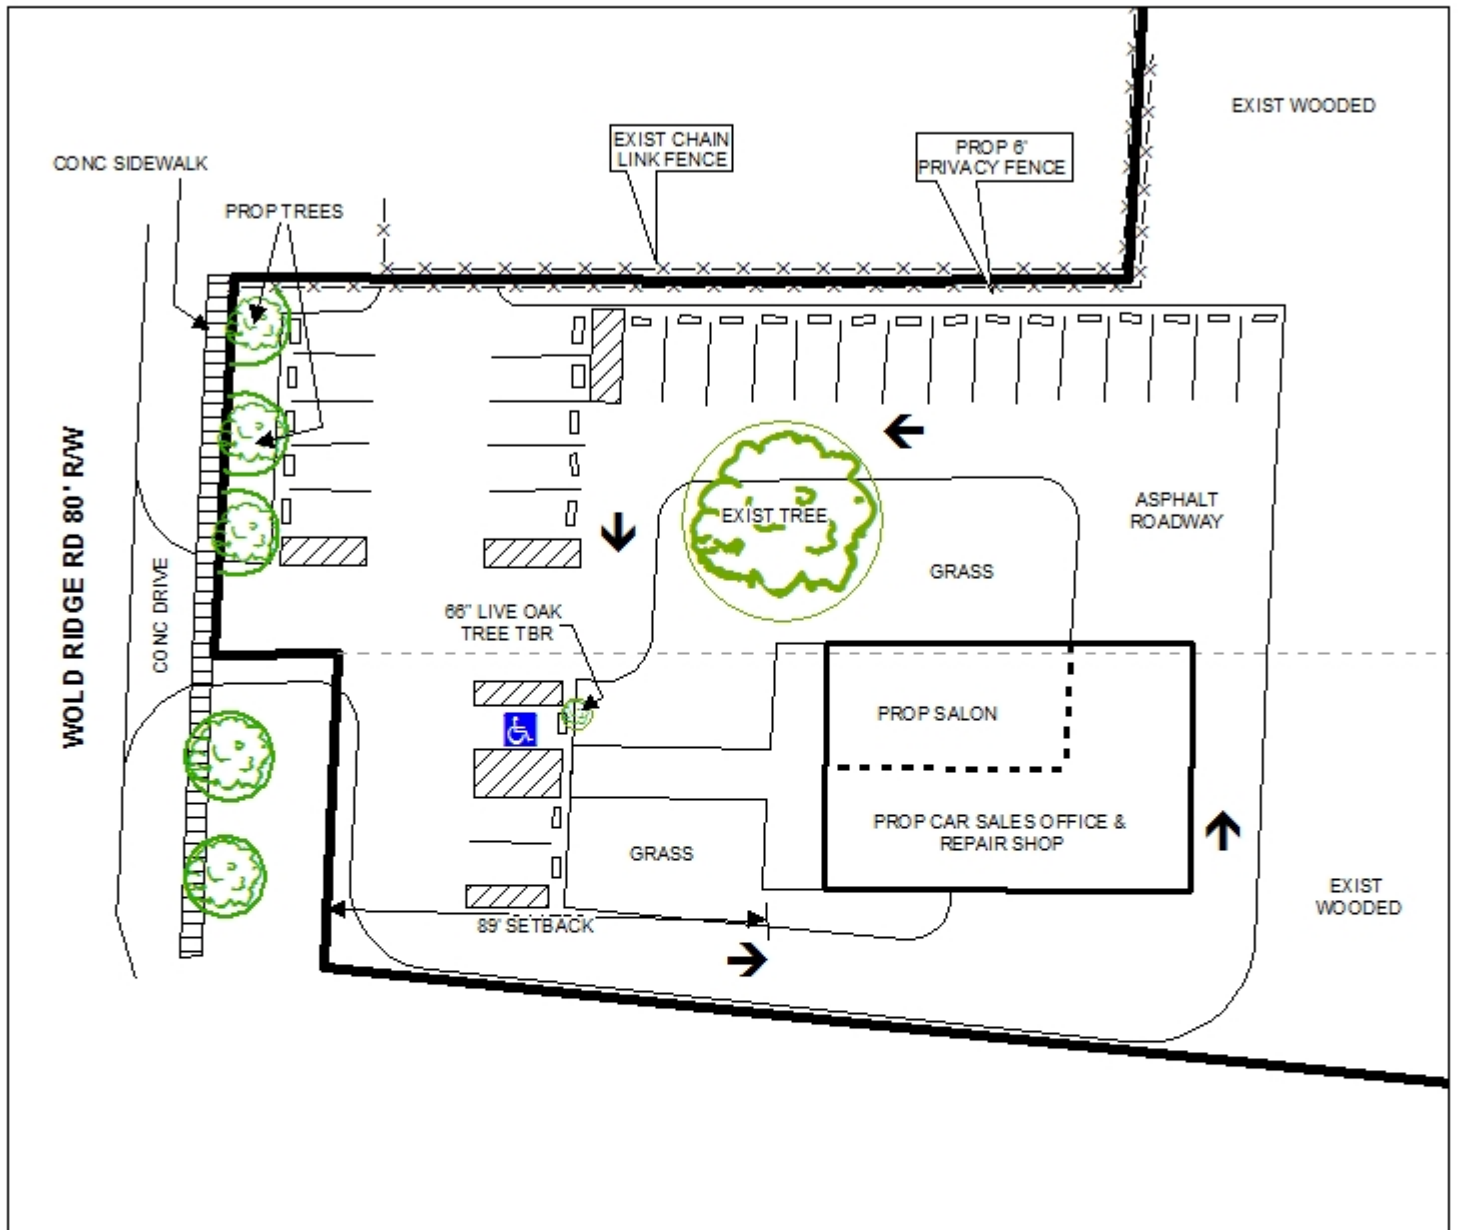 EXIST WOODED
EXIST CHAIN
LINK FENCE
PROP 6'
PRIVACY FENCE
CONC SIDEWALK
PROP TREES
WOLD RIDGE RD 80' R/W
CONC DRIVE
EXIST TREE
ASPHALT
ROADWAY
GRASS
66" LIVE OAK
TREE TBR
PROP SALON
PROP CAR SALES OFFICE &
REPAIR SHOP
GRASS
EXIST
WOODED
89' SETBACK